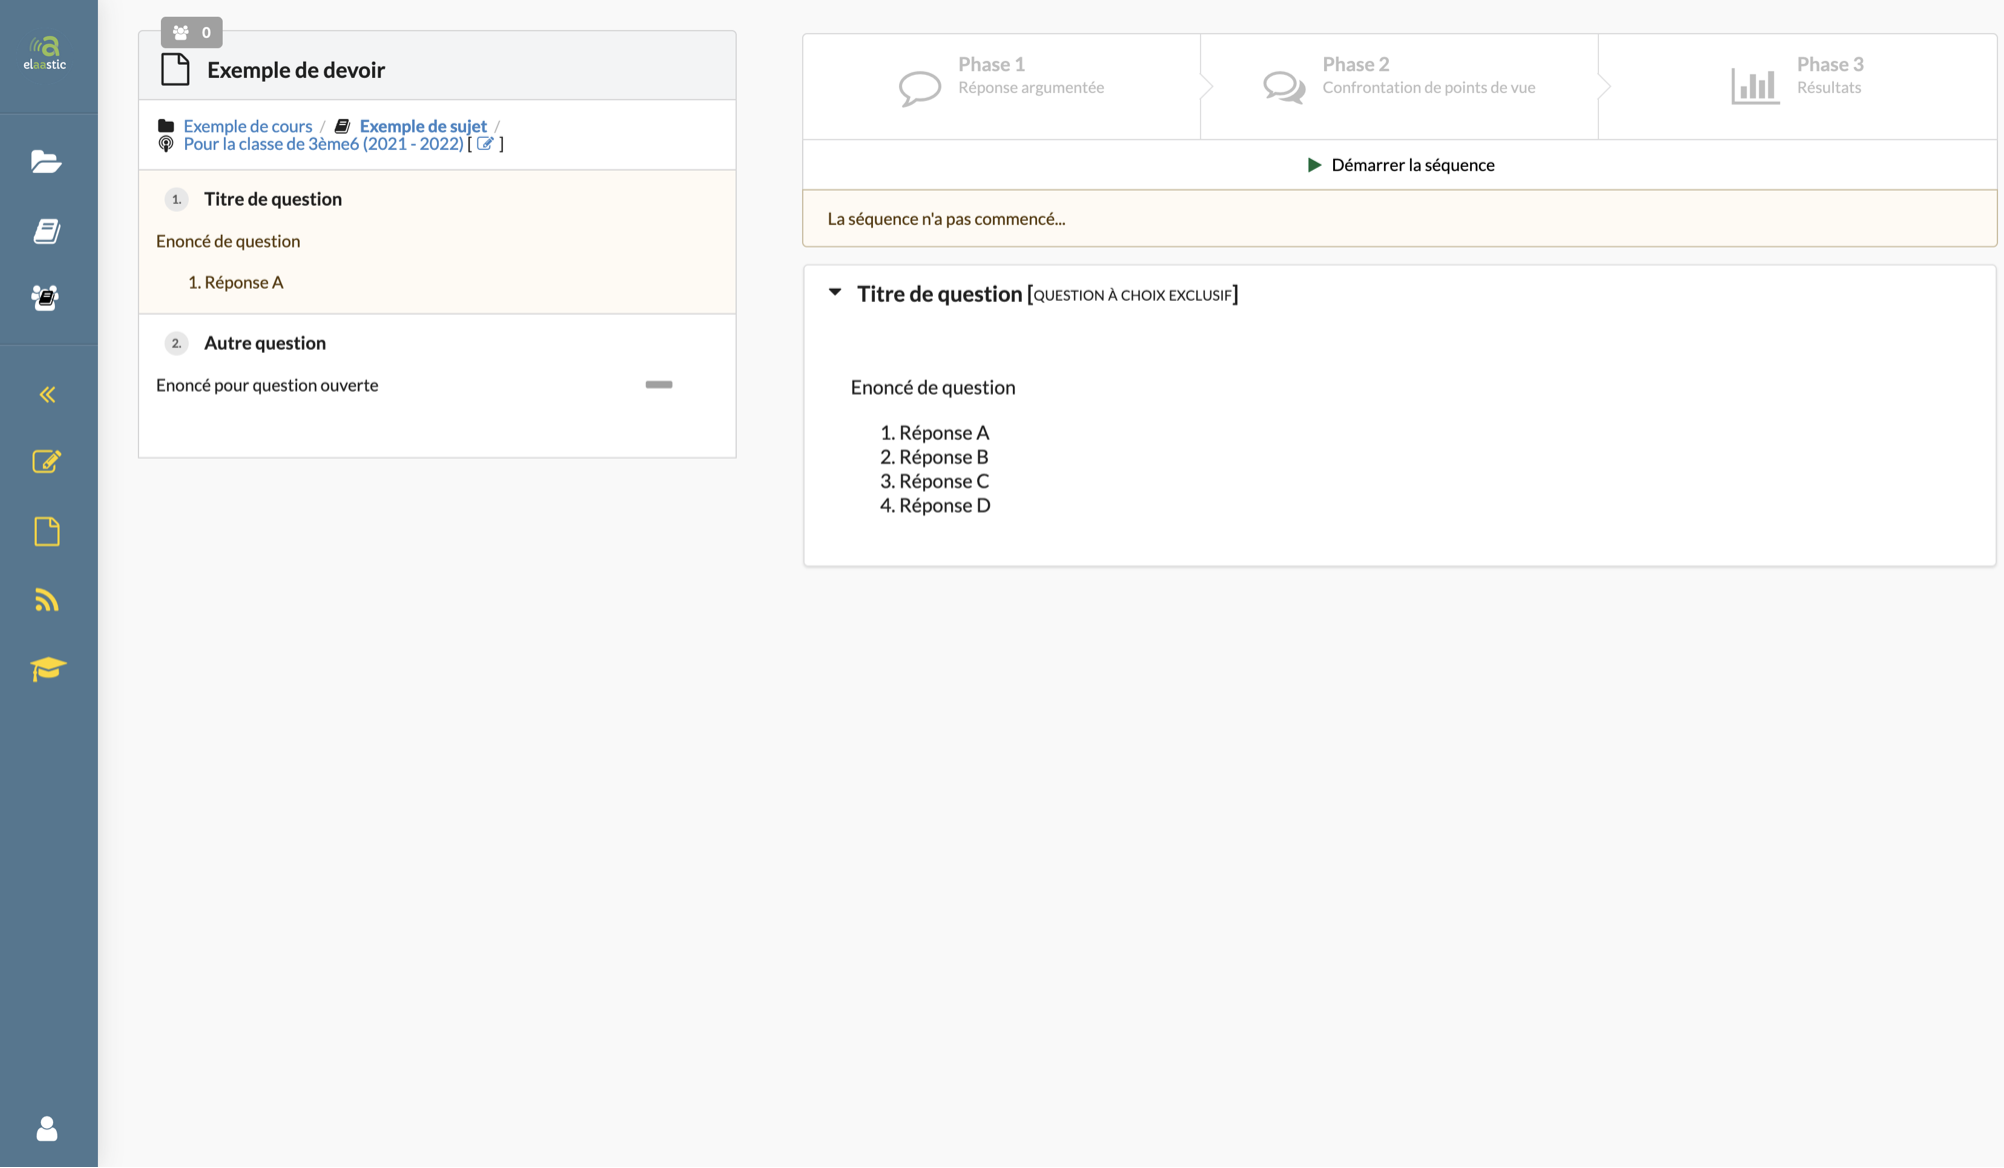 elaastic
0
Exemple de devoir
Exemple de cours / Exemple de sujet /
Pour la classe de 3ème6 (2021 - 2022) [ ]
1. Titre de question
Enoncé de question
1. Réponse A
2. Autre question
Enoncé pour question ouverte
Phase 1
Réponse argumentée
Phase 2
Confrontation de points de vue
Phase 3
Résultats
Démarrer la séquence
La séquence n'a pas commencé...
Titre de question [QUESTION À CHOIX EXCLUSIF]
Enoncé de question
1. Réponse A
2. Réponse B
3. Réponse C
4. Réponse D